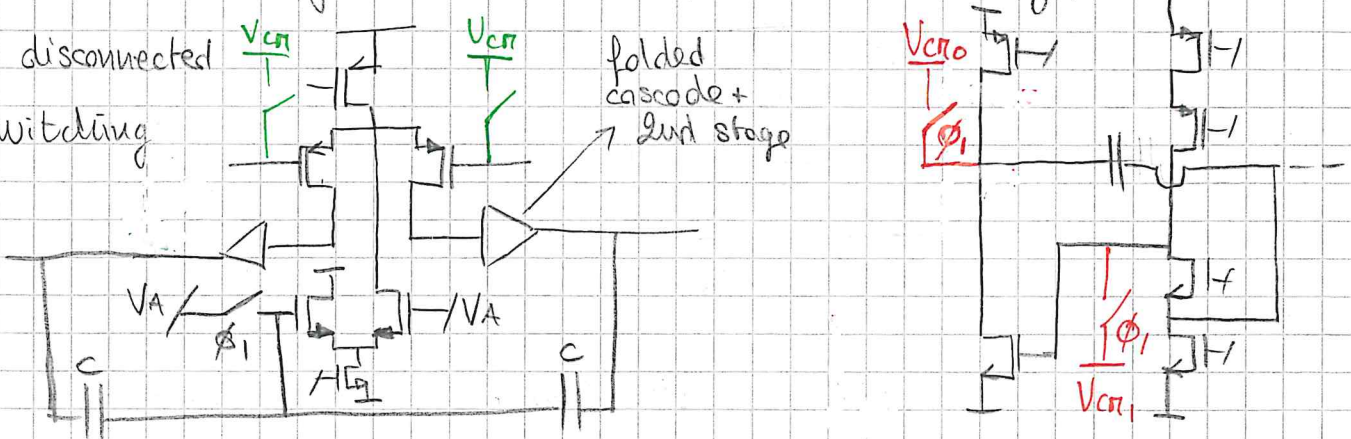 disconnected
witching
VCM
VCM
folded
cascode +
2nd stage
VA
ϕ1
VA
C
C
VCM0
ϕ1
ϕ1
VCM1